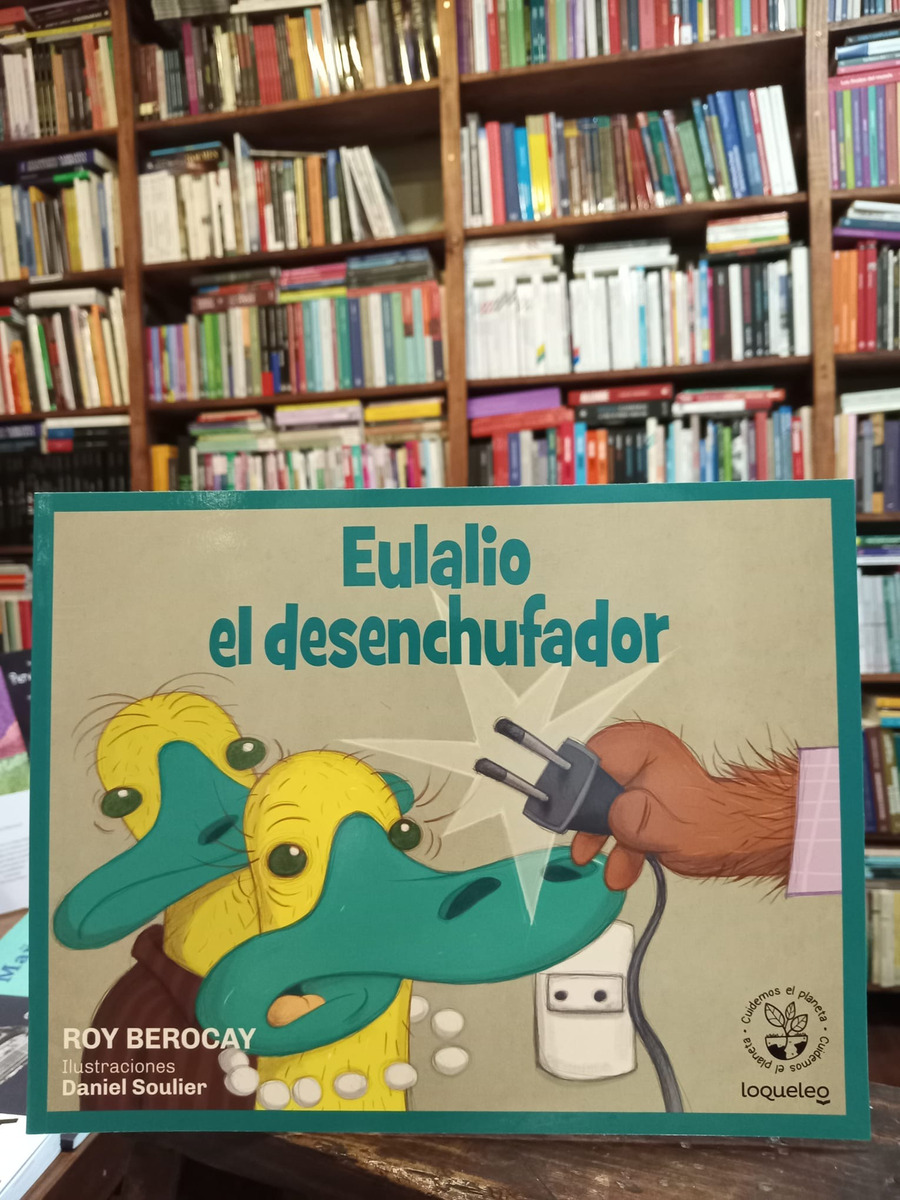 Eulalio
el desenchufador
ROY BEROCAY
Ilustraciones
Daniel Soulier
Cuidemos el planeta • Cuidemos el planeta •
loqueleo